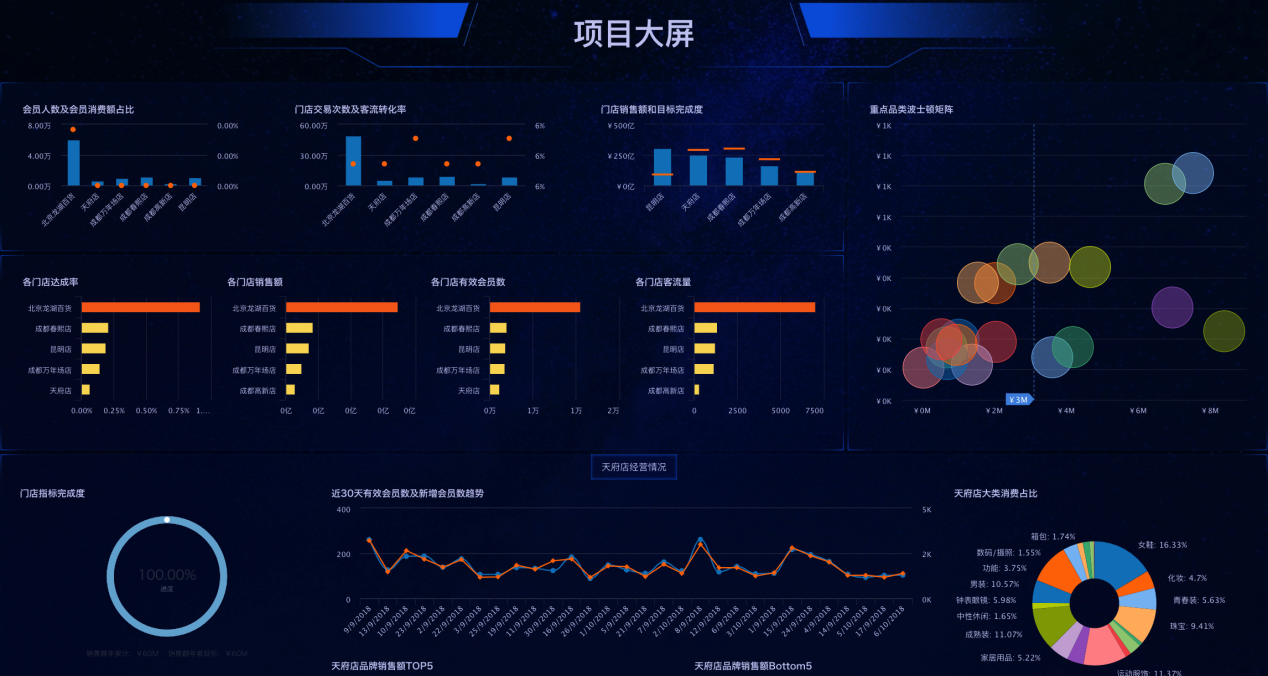 项目大屏
会员人数及会员消费额占比
8.00万
4.00万
0.00万
0.00%
0.00%
0.00%
北京龙湖百货
天府店
成都万年场店
成都春熙店
成都高新店
昆明店
门店交易次数及客流转化率
60.00万
30.00万
0.00万
6%
6%
6%
北京龙湖百货
天府店
成都万年场店
成都春熙店
成都高新店
昆明店
门店销售额和目标完成度
¥500亿
¥250亿
¥0亿
昆明店
天府店
成都春熙店
成都万年场店
成都高新店
重点品类波士顿矩阵
¥1K
¥1K
¥1K
¥1K
¥0K
¥0K
¥0K
¥0K
¥0K
¥0K
¥3M
¥0M
¥2M
¥4M
¥6M
¥8M
各门店达成率
北京龙湖百货
成都春熙店
昆明店
成都万年场店
天府店
0.00%
0.25%
0.50%
0.75%
1....
各门店销售额
北京龙湖百货
成都春熙店
昆明店
成都万年场店
成都高新店
0亿
0亿
0亿
0亿
0亿
各门店有效会员数
北京龙湖百货
成都春熙店
昆明店
成都万年场店
天府店
0万
1万
1万
2万
各门店客流量
北京龙湖百货
成都春熙店
昆明店
成都万年场店
成都高新店
0
2500
5000
7500
天府店经营情况
门店指标完成度
100.00%
进度
近30天有效会员数及新增会员数趋势
400
200
0
5K
2K
0K
9/9/2018
13/9/2018
10/9/2018
23/9/2018
2/9/2018
22/9/2018
3/9/2018
25/9/2018
19/9/2018
11/9/2018
30/9/2018
16/9/2018
26/9/2018
1/10/2018
5/9/2018
21/9/2018
7/9/2018
2/10/2018
8/9/2018
12/9/2018
6/9/2018
3/10/2018
1/9/2018
15/9/2018
24/9/2018
4/9/2018
14/9/2018
5/10/2018
17/9/2018
6/10/2018
天府店大类消费占比
箱包: 1.74%
数码/摄照: 1.55%
功能: 3.75%
男装: 10.57%
钟表眼镜: 5.98%
中性休闲: 1.65%
成熟装: 11.07%
家居用品: 5.22%
女鞋: 16.33%
化妆: 4.7%
青春装: 5.63%
珠宝: 9.41%
运动服饰: 11.37%
天府店品牌销售额TOP5
天府店品牌销售额Bottom5